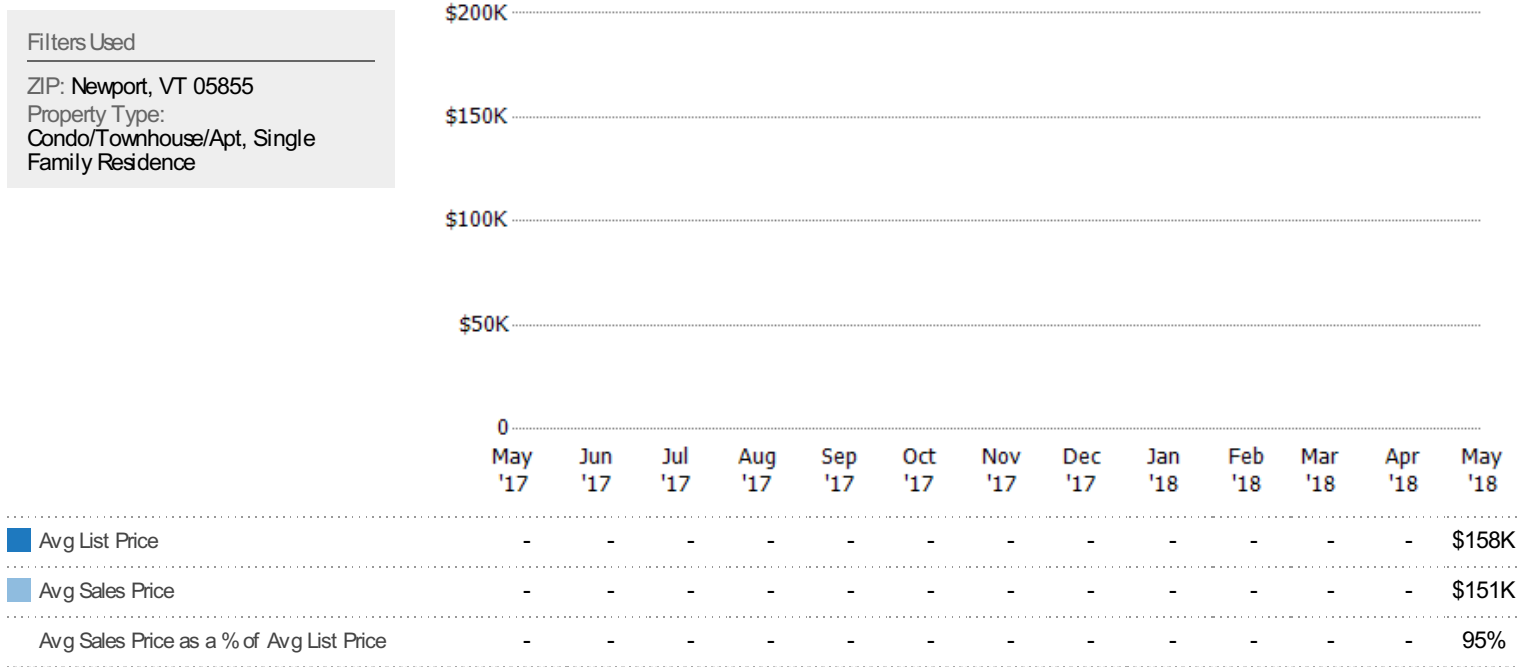 Filters Used
ZIP: Newport, VT 05855
Property Type:
Condo/Townhouse/Apt, Single
Family Residence
$200K
$150K
$100K
$50K
0
May Jun Jul Aug Sep Oct Nov Dec Jan Feb Mar Apr May
'17 '17 '17 '17 '17 '17 '17 '17 '18 '18 '18 '18 '18
Avg List Price - - - - - - - - - - - - $158K
Avg Sales Price - - - - - - - - - - - - $151K
Avg Sales Price as a % of Avg List Price - - - - - - - - - - - - 95%